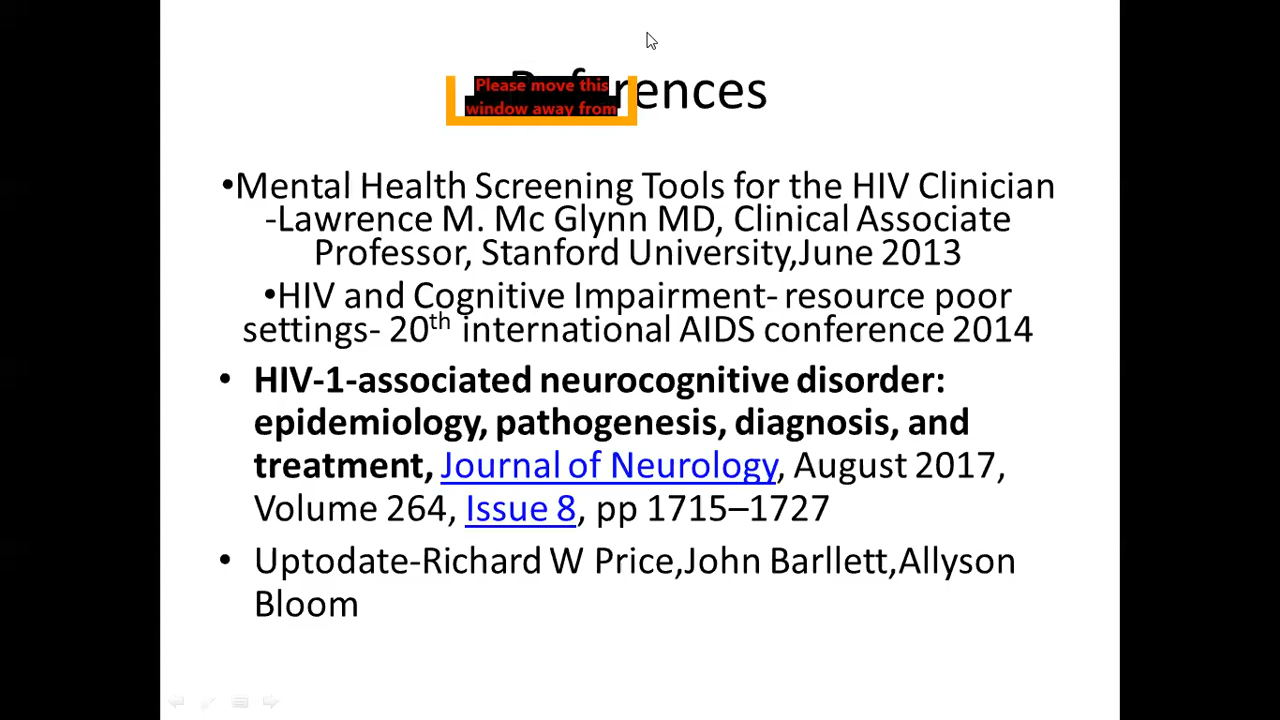 References
Please move this
window away from
•Mental Health Screening Tools for the HIV Clinician
-Lawrence M. Mc Glynn MD, Clinical Associate
Professor, Stanford University,June 2013
•HIV and Cognitive Impairment- resource poor
settings- 20th international AIDS conference 2014
• HIV-1-associated neurocognitive disorder:
epidemiology, pathogenesis, diagnosis, and
treatment, Journal of Neurology, August 2017,
Volume 264, Issue 8, pp 1715–1727
• Uptodate-Richard W Price,John Barllett,Allyson
Bloom